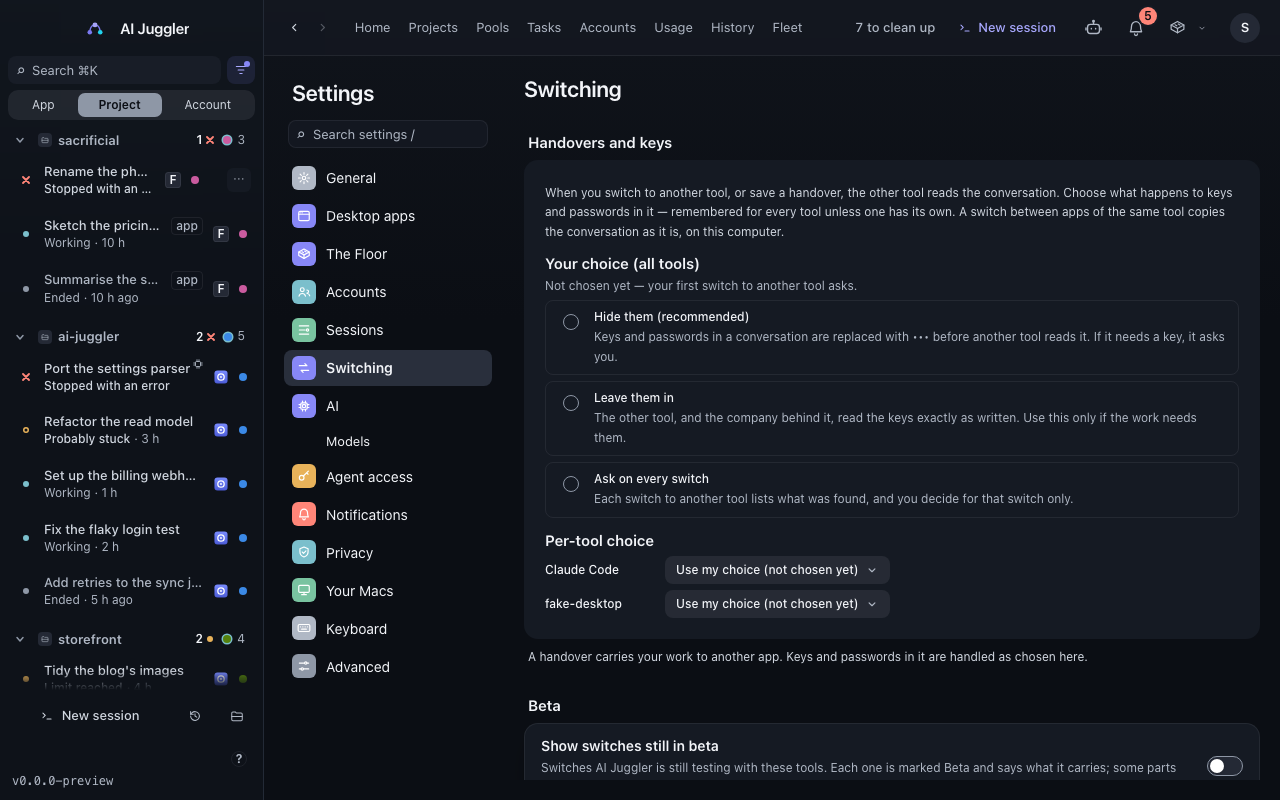 AI Juggler
Search ⌘K
App Project Account
sacrificial 1 3
Rename the ph… F
Stopped with an …
Sketch the pricin… app F
Working · 10 h
Summarise the s… app F
Ended · 10 h ago
ai-juggler 2 5
Port the settings parser
Stopped with an error
Refactor the read model
Probably stuck · 3 h
Set up the billing webh…
Working · 1 h
Fix the flaky login test
Working · 2 h
Add retries to the sync j…
Ended · 5 h ago
storefront 2 4
Tidy the blog's images
Limit reached · 4 h
New session
?
v0.0.0-preview
Home Projects Pools Tasks Accounts Usage History Fleet 7 to clean up New session 5 S
Settings
Search settings /
General
Desktop apps
The Floor
Accounts
Sessions
Switching
AI
Models
Agent access
Notifications
Privacy
Your Macs
Keyboard
Advanced
Switching
Handovers and keys
When you switch to another tool, or save a handover, the other tool reads the conversation. Choose what happens to keys
and passwords in it — remembered for every tool unless one has its own. A switch between apps of the same tool copies
the conversation as it is, on this computer.
Your choice (all tools)
Not chosen yet — your first switch to another tool asks.
Hide them (recommended)
Keys and passwords in a conversation are replaced with ••• before another tool reads it. If it needs a key, it asks
you.
Leave them in
The other tool, and the company behind it, read the keys exactly as written. Use this only if the work needs
them.
Ask on every switch
Each switch to another tool lists what was found, and you decide for that switch only.
Per-tool choice
Claude Code Use my choice (not chosen yet)
fake-desktop Use my choice (not chosen yet)
A handover carries your work to another app. Keys and passwords in it are handled as chosen here.
Beta
Show switches still in beta
Switches AI Juggler is still testing with these tools. Each one is marked Beta and says what it carries; some parts